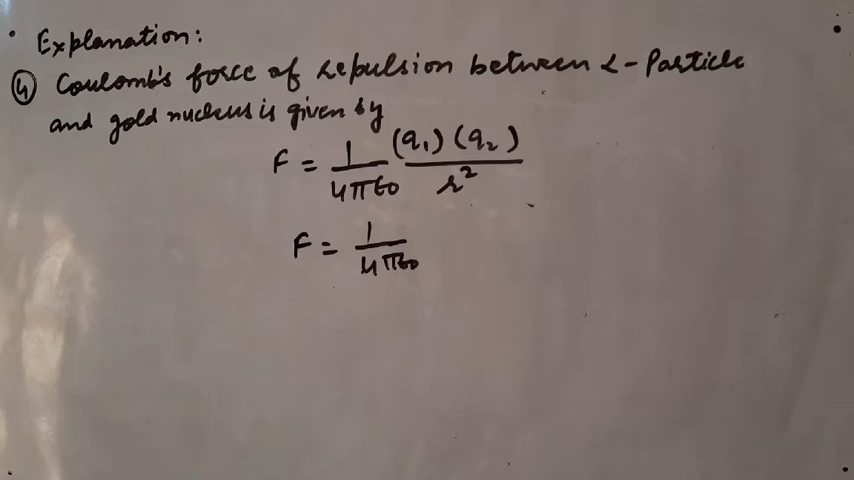 • Explanation:
④ Coulomb's force of repulsion between α-Particle
and gold nucleus is given by
F = 1/4πε0 (q1) (q2)/r²
F = 1/4πε0